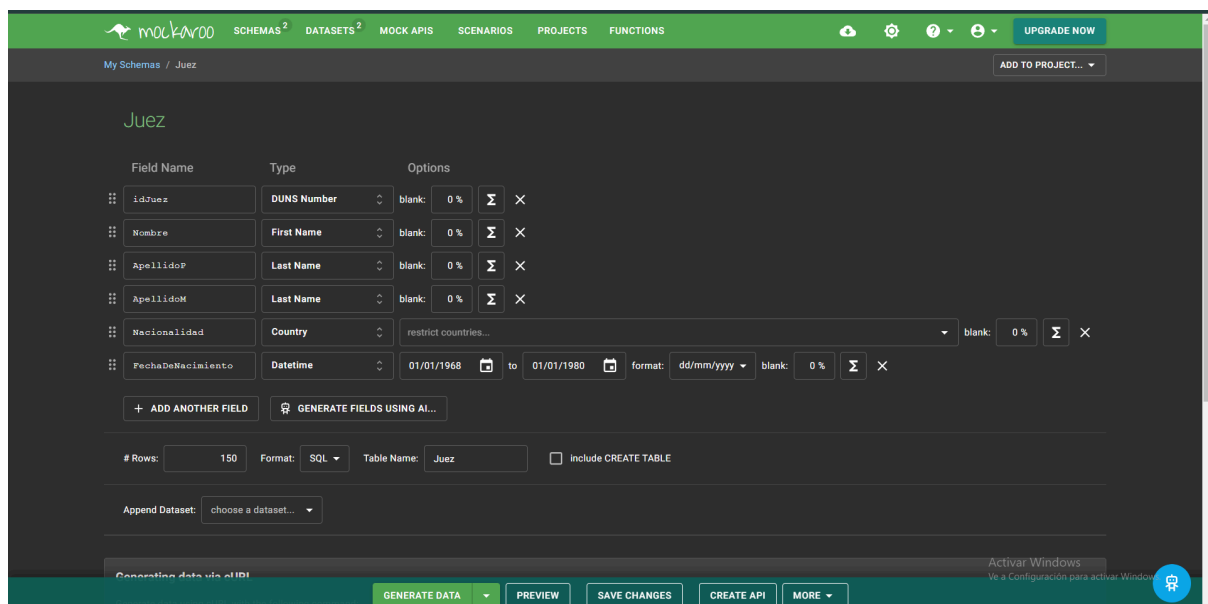 mockaroo SCHEMAS 2 DATASETS 2 MOCK APIS SCENARIOS PROJECTS FUNCTIONS ? UPGRADE NOW
My Schemas / Juez ADD TO PROJECT...
Juez
Field Name Type Options
idJuez DUNS Number blank: 0 % Σ
Nombre First Name blank: 0 % Σ
ApellidoP Last Name blank: 0 % Σ
ApellidoM Last Name blank: 0 % Σ
Nacionalidad Country restrict countries... blank: 0 % Σ
FechaDeNacimiento Datetime 01/01/1968 to 01/01/1980 format: dd/mm/yyyy blank: 0 % Σ
+ ADD ANOTHER FIELD GENERATE FIELDS USING AI...
# Rows: 150 Format: SQL Table Name: Juez include CREATE TABLE
Append Dataset: choose a dataset...
Generating data via cURL
Activar Windows
Ve a Configuración para activar Windows
GENERATE DATA PREVIEW SAVE CHANGES CREATE API MORE